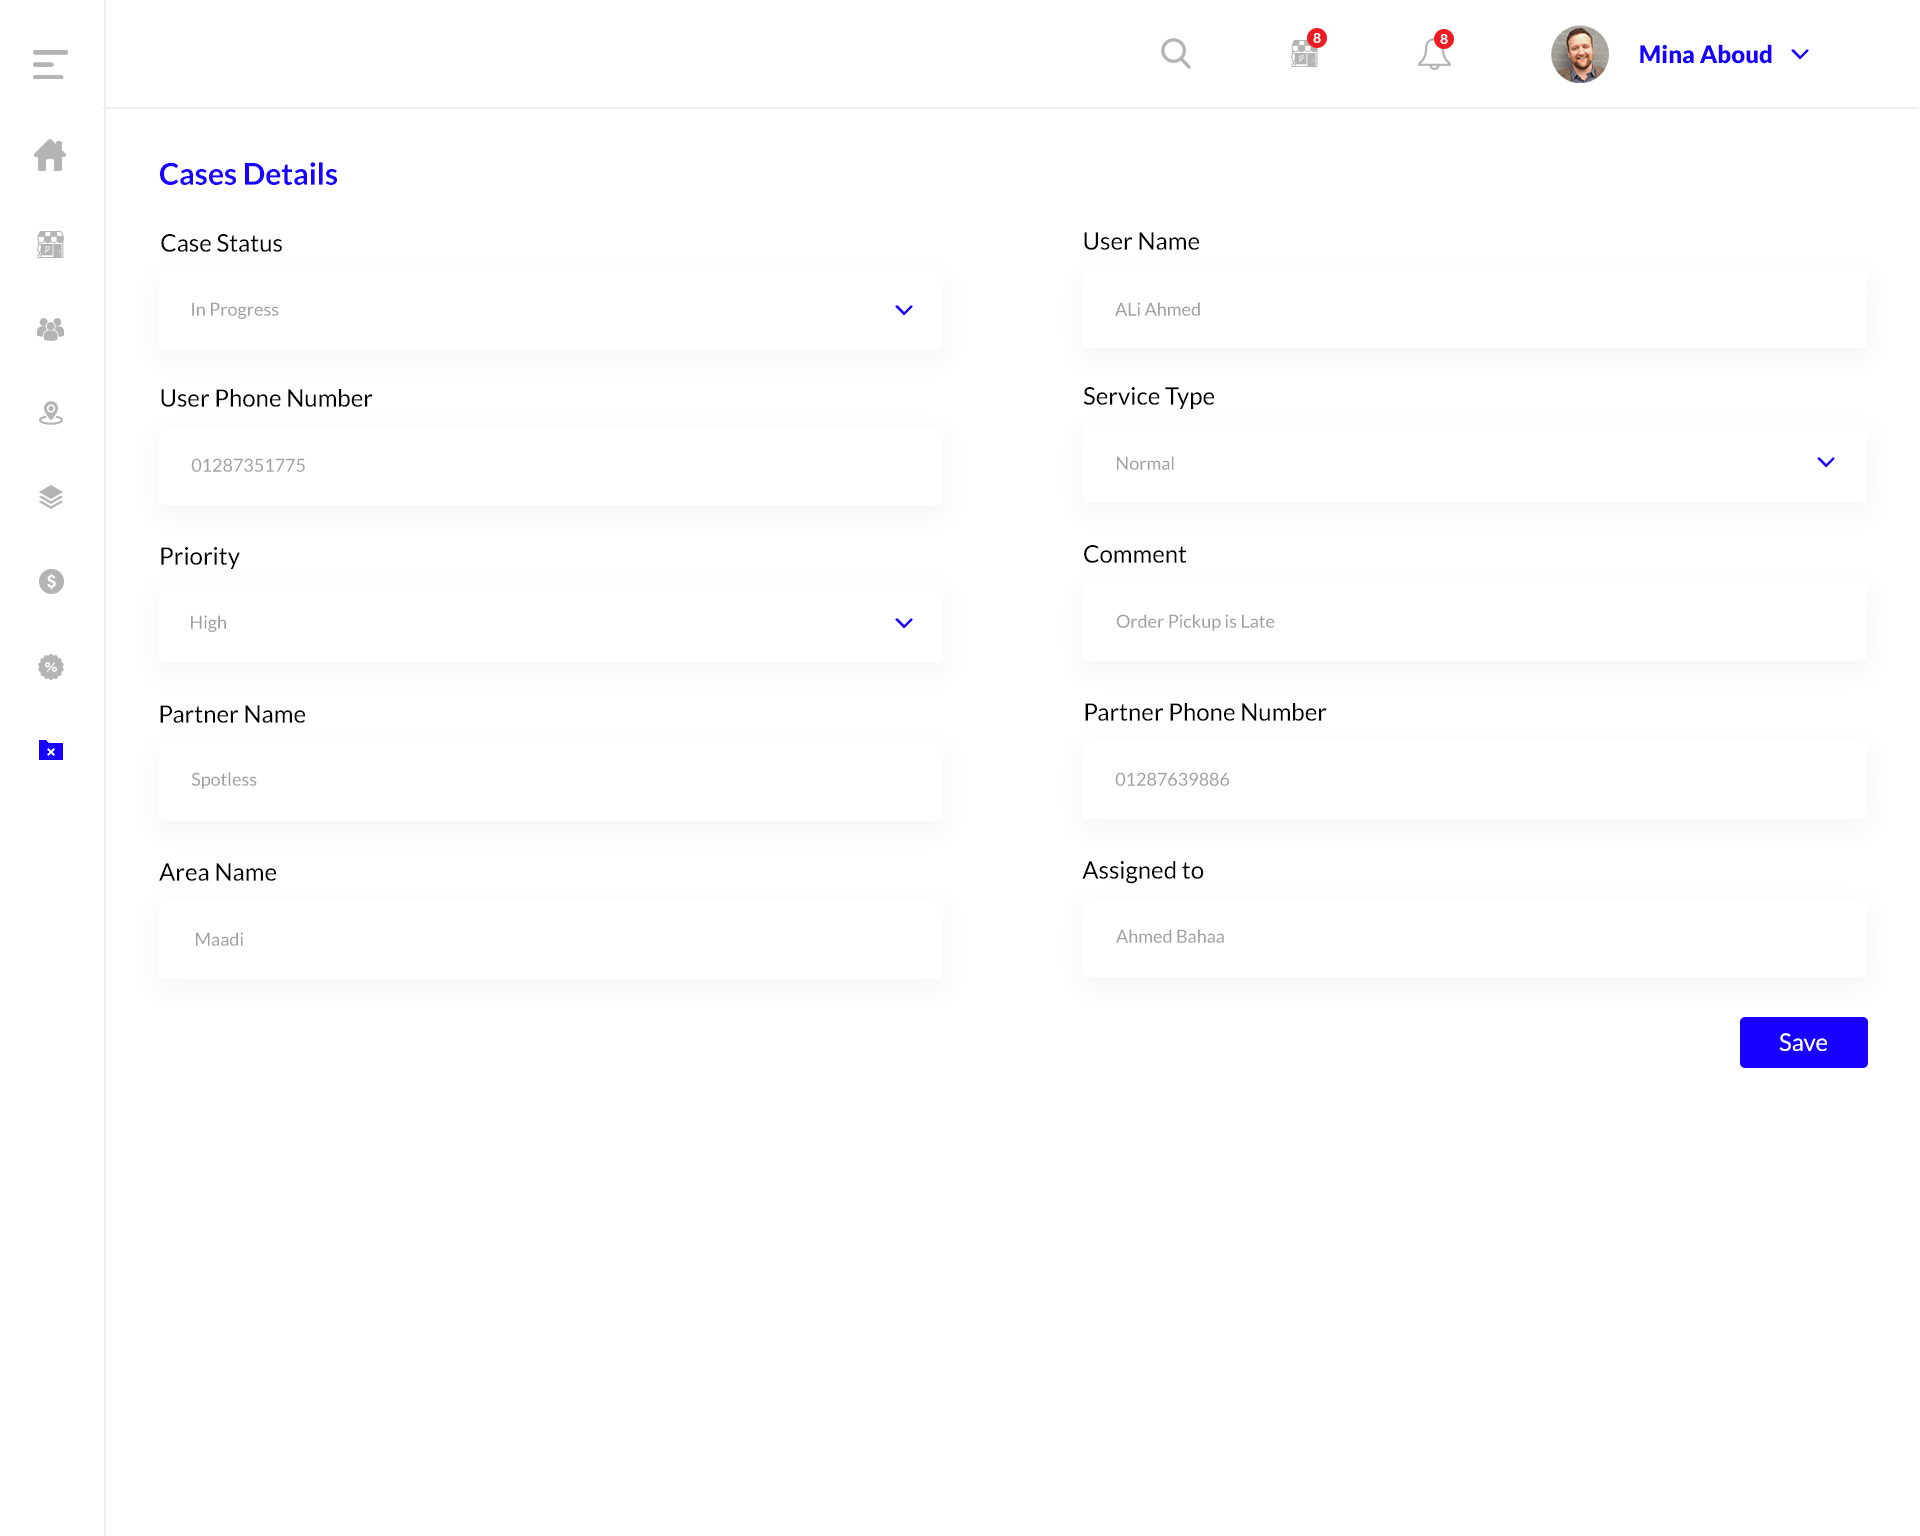 8
8
Mina Aboud
Cases Details
Case Status
In Progress
User Name
ALi Ahmed
User Phone Number
01287351775
Service Type
Normal
Priority
High
Comment
Order Pickup is Late
Partner Name
Spotless
Partner Phone Number
01287639886
Area Name
Maadi
Assigned to
Ahmed Bahaa
Save